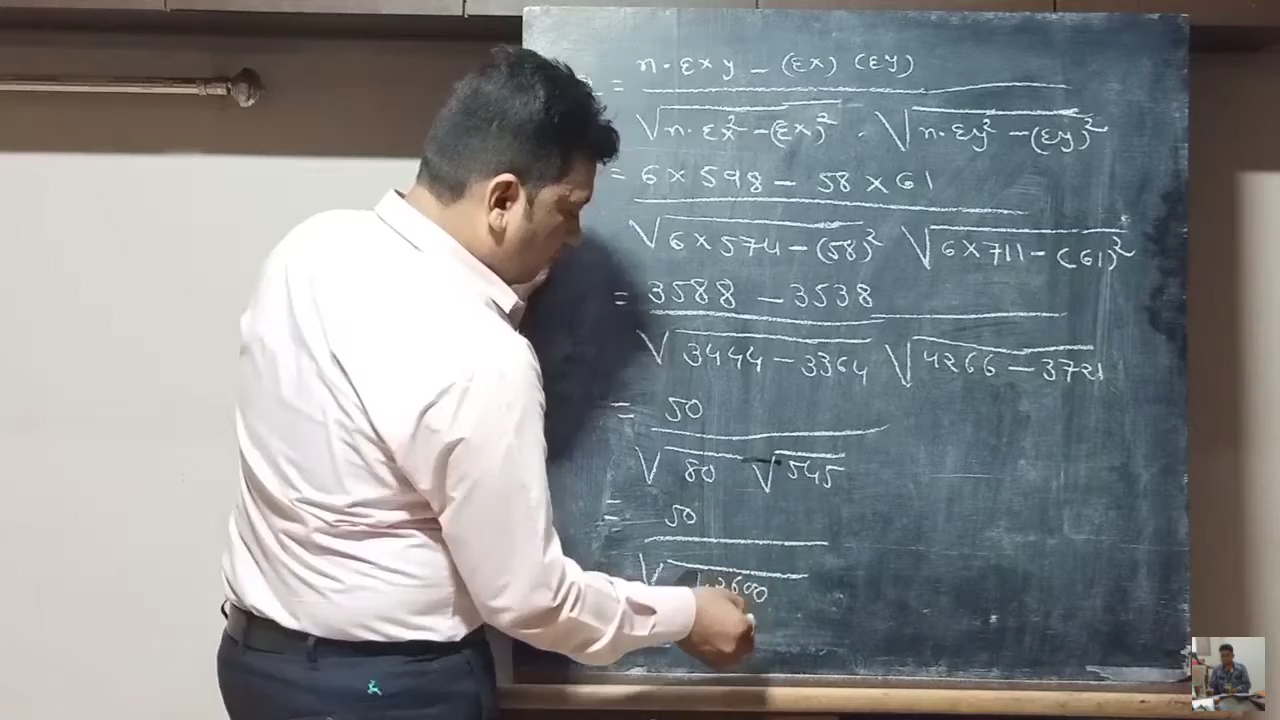 = n·Σxy – (Σx) (Σy)
√n·Σx² – (Σx)² · √n·Σy² – (Σy)²
= 6 × 598 – 58 × 61
√6 × 574 – (58)² √6 × 711 – (61)²
= 3588 – 3538
√3444 – 3364 √4266 – 3721
= 50
√80 √545
= 50